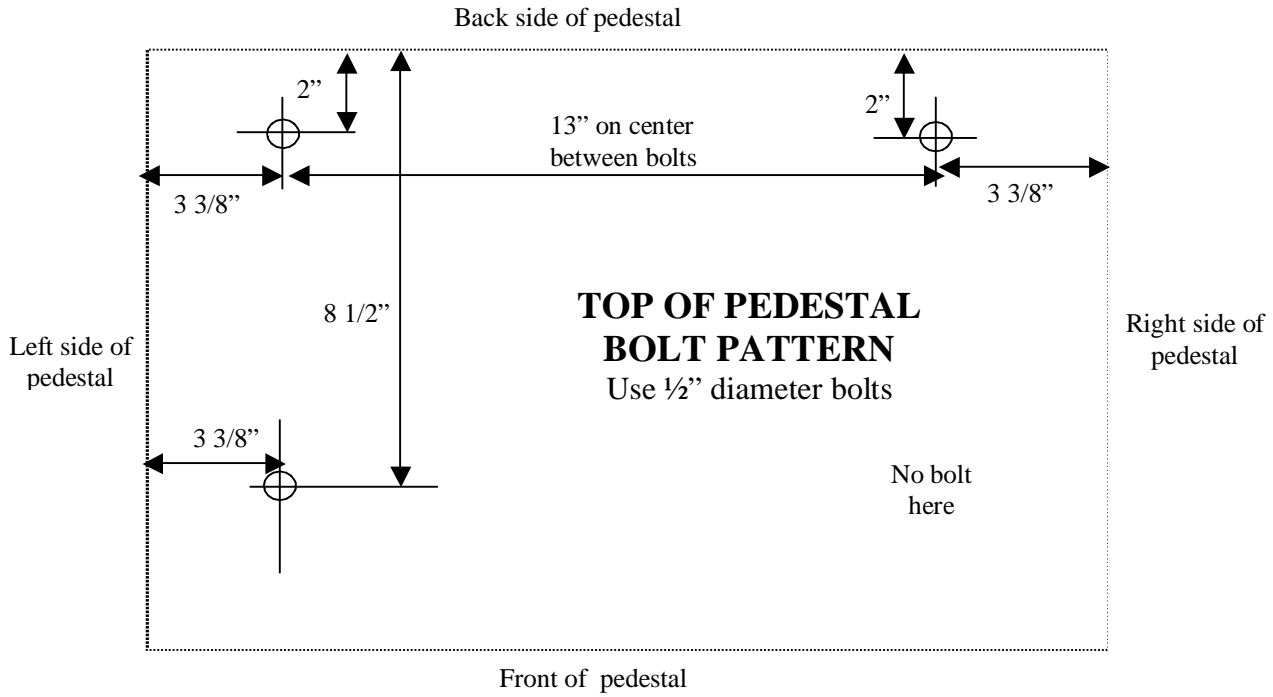 Back side of pedestal
2”
2”
13” on center
between bolts
3 3/8”
3 3/8”
8 1/2”
TOP OF PEDESTAL
BOLT PATTERN
Use ½” diameter bolts
Left side of
pedestal
Right side of
pedestal
3 3/8”
No bolt
here
Front of  pedestal